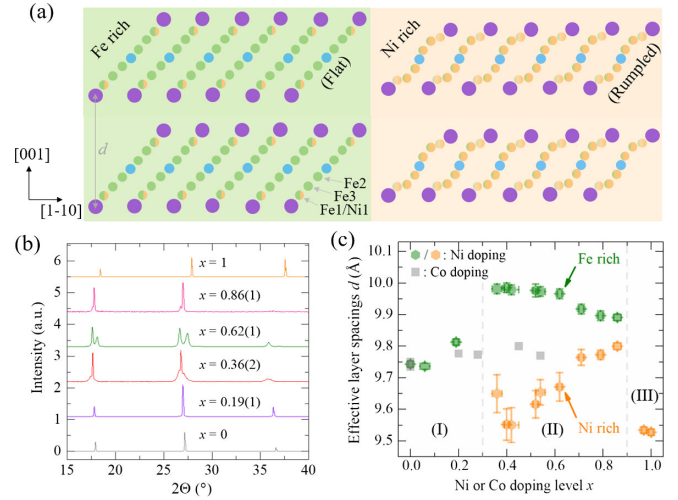 (a)
Fe rich
(Flat)
Ni rich
(Rumpled)
d
[001]
[1-10]
Fe2
Fe3
Fe1/Ni1
(b)
Intensity (a.u.)
6
5
4
3
2
1
0
x = 1
x = 0.86(1)
x = 0.62(1)
x = 0.36(2)
x = 0.19(1)
x = 0
15 20 25 30 35 40
2Θ (°)
(c)
Effective layer spacings d (Å)
10.1
10.0
9.9
9.8
9.7
9.6
9.5
/ : Ni doping
: Co doping
Fe rich
Ni rich
(I)
(II)
(III)
0.0 0.2 0.4 0.6 0.8 1.0
Ni or Co doping level x